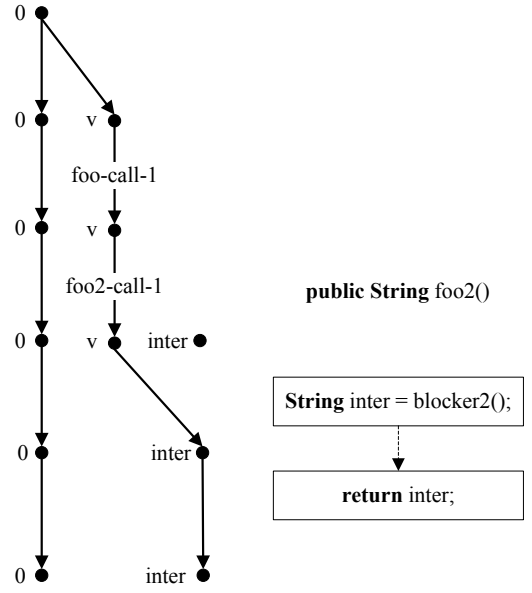 0
0 v
foo-call-1
0 v
foo2-call-1
public String foo2()
0 v inter
String inter = blocker2();
0 inter
return inter;
0 inter